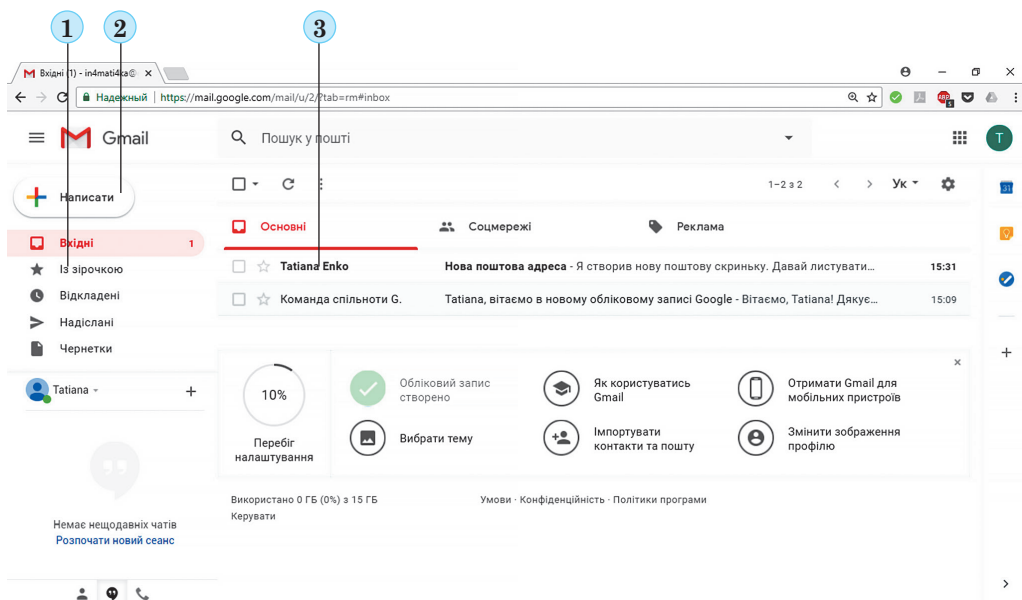 1 2 3
Вхідні (1) - in4mati4ka@
Надежный | https://mail.google.com/mail/u/2/?tab=rm#inbox
ABP 5
Gmail
Пошук у пошті
T
Написати
1–2 з 2
Ук
31
Вхідні 1
Основні
Соцмережі
Реклама
Із зірочкою
Tatiana Enko Нова поштова адреса - Я створив нову поштову скриньку. Давай листувати... 15:31
Відкладені
Команда спільноти G. Tatiana, вітаємо в новому обліковому записі Google - Вітаємо, Tatiana! Дякує... 15:09
Надіслані
Чернетки
Tatiana
10%
Перебіг
налаштування
Обліковий запис
створено
Як користуватись
Gmail
Отримати Gmail для
мобільних пристроїв
Вибрати тему
Імпортувати
контакти та пошту
Змінити зображення
профілю
Використано 0 ГБ (0%) з 15 ГБ
Керувати
Умови · Конфіденційність · Політики програми
Немає нещодавніх чатів
Розпочати новий сеанс